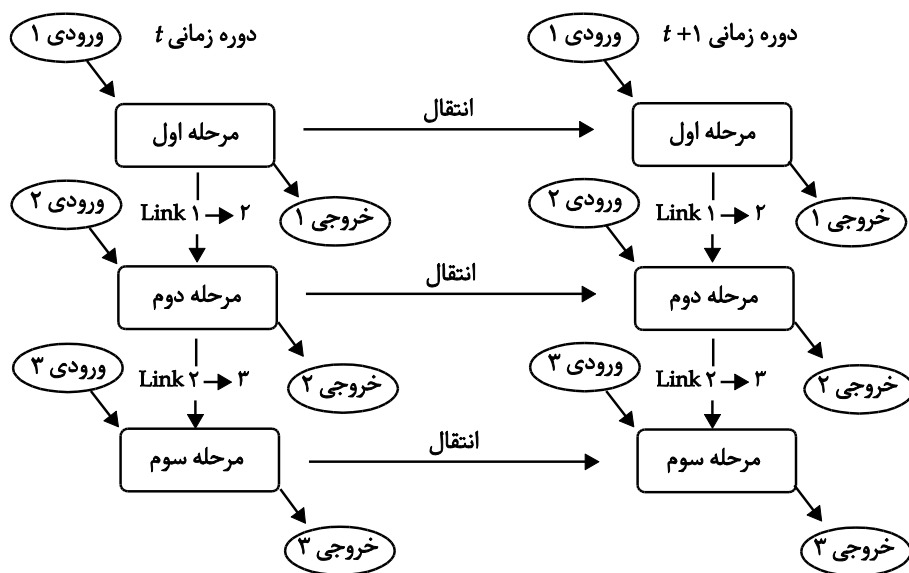 ورودی ۱
دوره زمانی t
ورودی ۱
دوره زمانی t +۱
مرحله اول
انتقال
مرحله اول
ورودی ۲
Link ۱ → ۲
خروجی ۱
ورودی ۲
Link ۱ → ۲
خروجی ۱
مرحله دوم
انتقال
مرحله دوم
ورودی ۳
Link ۲ → ۳
خروجی ۲
ورودی ۳
Link ۲ → ۳
خروجی ۲
مرحله سوم
انتقال
مرحله سوم
خروجی ۳
خروجی ۳